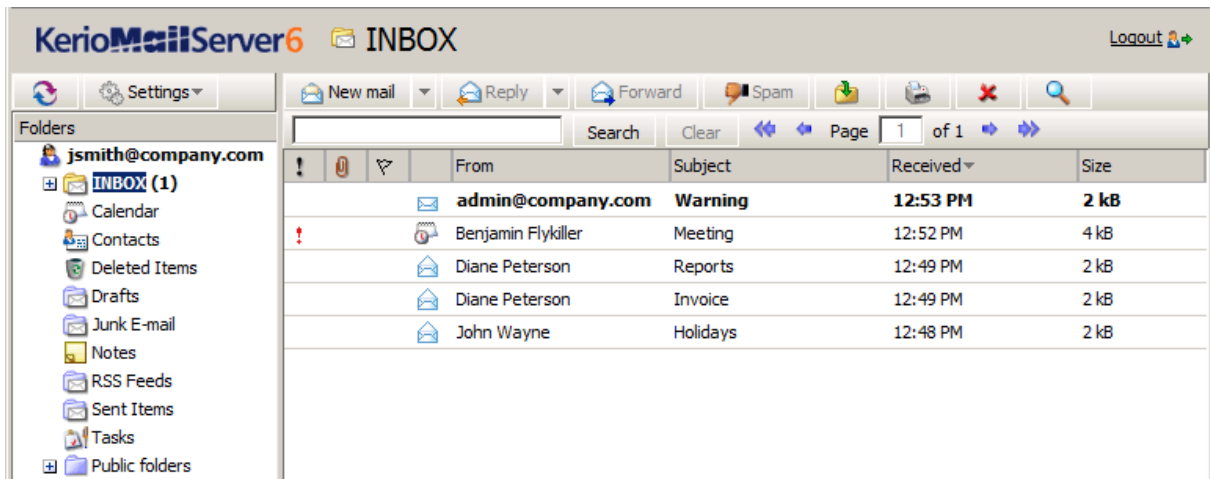 KerioMailServer6 INBOX Logout
Settings New mail Reply Forward Spam
Folders Search Clear Page 1 of 1
jsmith@company.com ! From Subject Received Size
INBOX (1) admin@company.com Warning 12:53 PM 2 kB
Calendar
Contacts ! Benjamin Flykiller Meeting 12:52 PM 4 kB
Deleted Items Diane Peterson Reports 12:49 PM 2 kB
Drafts Diane Peterson Invoice 12:49 PM 2 kB
Junk E-mail John Wayne Holidays 12:48 PM 2 kB
Notes
RSS Feeds
Sent Items
Tasks
Public folders